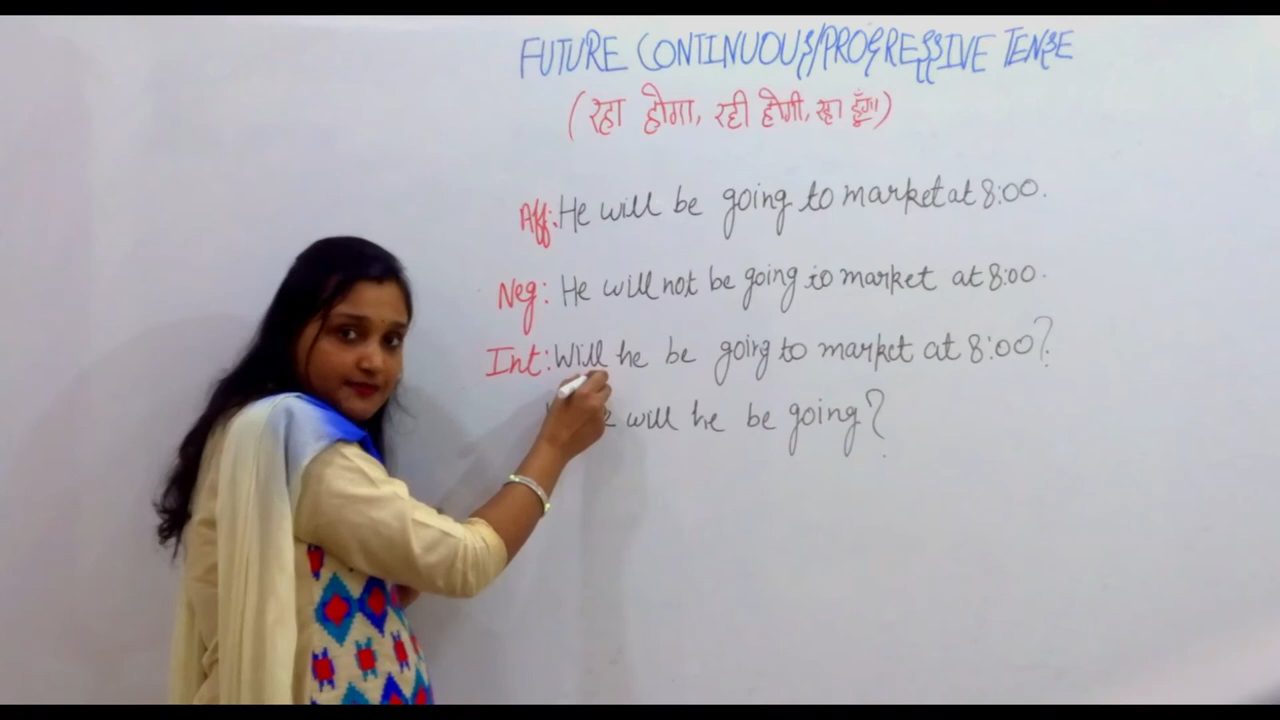 FUTURE CONTINUOUS/PROGRESSIVE TENSE
(रहा होगा, रही होगी, रहा हूँगा)
Aff: He will be going to market at 8:00.
Neg: He will not be going to market at 8:00.
Int: Will he be going to market at 8:00?
will he be going?